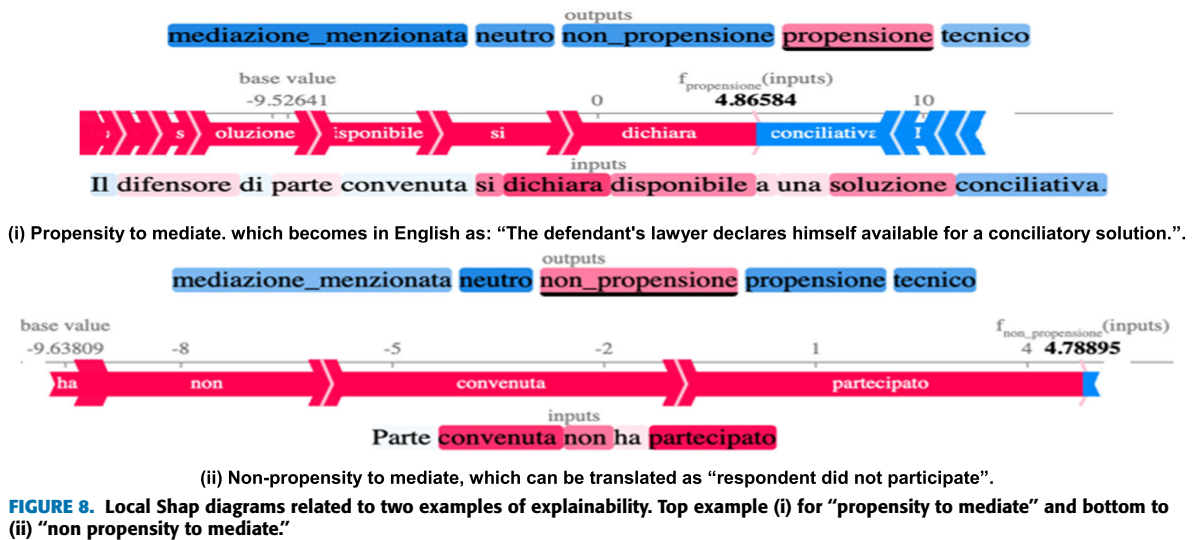 outputs
mediazione_menzionata neutro non_propensione propensione tecnico
base value f propensione (inputs)
-9.52641 0 4.86584 10
s oluzione isponibile si dichiara conciliativa
inputs
Il difensore di parte convenuta si dichiara disponibile a una soluzione conciliativa.
(i) Propensity to mediate. which becomes in English as: “The defendant's lawyer declares himself available for a conciliatory solution.”.
outputs
mediazione_menzionata neutro non_propensione propensione tecnico
base value f non_propensione (inputs)
-9.63809 -8 -5 -2 1 4 4.78895
ha non convenuta partecipato
inputs
Parte convenuta non ha partecipato
(ii) Non-propensity to mediate, which can be translated as “respondent did not participate”.
FIGURE 8. Local Shap diagrams related to two examples of explainability. Top example (i) for “propensity to mediate” and bottom to
(ii) “non propensity to mediate.”